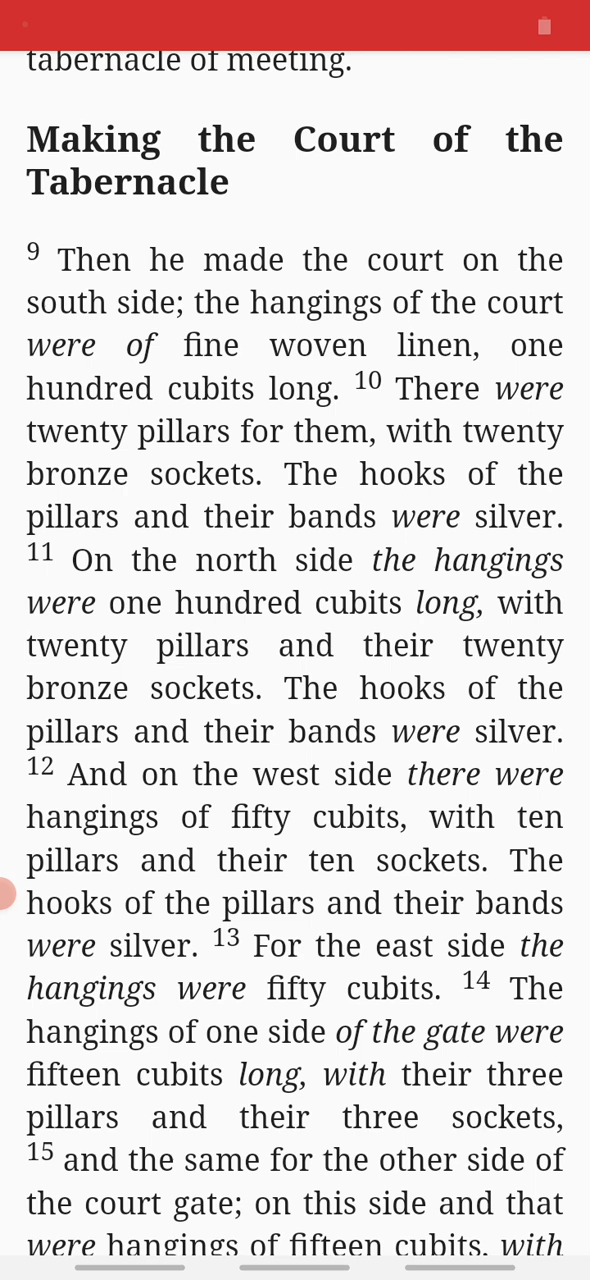 tabernacle of meeting.
Making the Court of the
Tabernacle
9 Then he made the court on the
south side; the hangings of the court
were of fine woven linen, one
hundred cubits long. 10 There were
twenty pillars for them, with twenty
bronze sockets. The hooks of the
pillars and their bands were silver.
11 On the north side the hangings
were one hundred cubits long, with
twenty pillars and their twenty
bronze sockets. The hooks of the
pillars and their bands were silver.
12 And on the west side there were
hangings of fifty cubits, with ten
pillars and their ten sockets. The
hooks of the pillars and their bands
were silver. 13 For the east side the
hangings were fifty cubits. 14 The
hangings of one side of the gate were
fifteen cubits long, with their three
pillars and their three sockets,
15 and the same for the other side of
the court gate; on this side and that
were hangings of fifteen cubits, with